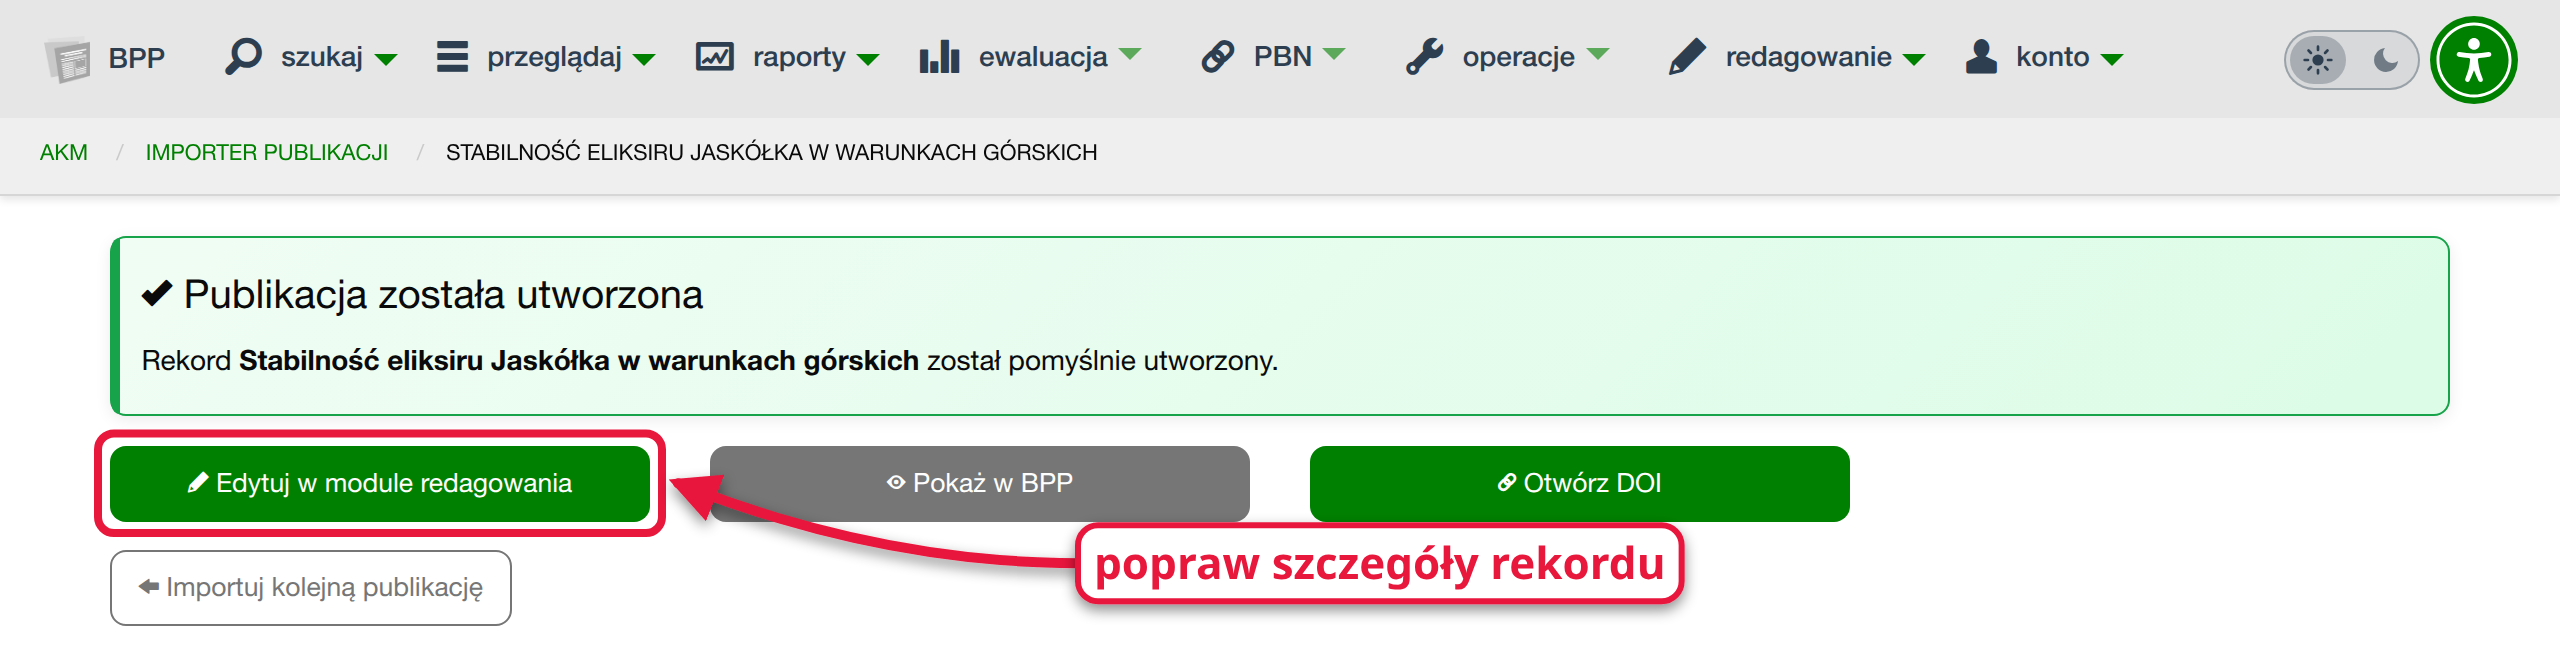 BPP szukaj przeglądaj raporty ewaluacja PBN operacje redagowanie konto
AKM / IMPORTER PUBLIKACJI / STABILNOŚĆ ELIKSIRU JASKÓŁKA W WARUNKACH GÓRSKICH
Publikacja została utworzona
Rekord Stabilność eliksiru Jaskółka w warunkach górskich został pomyślnie utworzony.
Edytuj w module redagowania Pokaż w BPP Otwórz DOI
popraw szczegóły rekordu
Importuj kolejną publikację